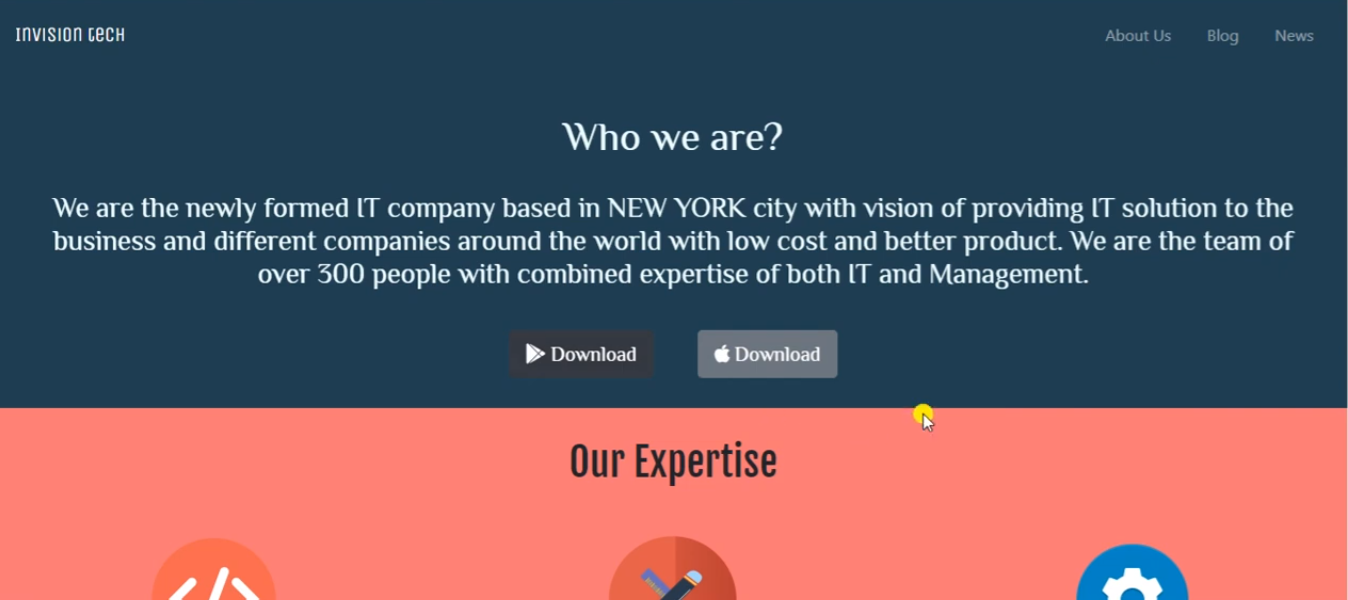 Invision tech
About Us
Blog
News
Who we are?
We are the newly formed IT company based in NEW YORK city with vision of providing IT solution to the
business and different companies around the world with low cost and better product. We are the team of
over 300 people with combined expertise of both IT and Management.
Download
Download
Our Expertise